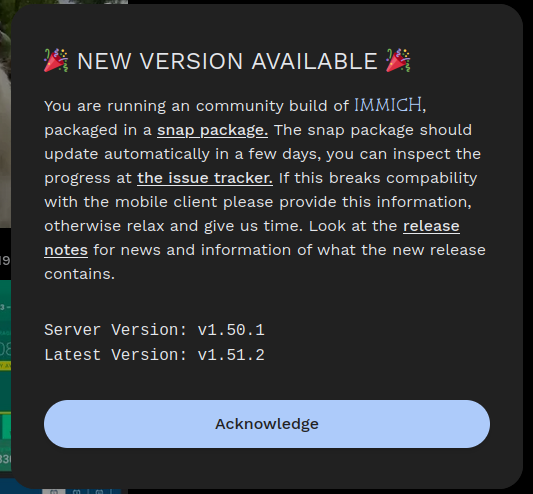 🎉 NEW VERSION AVAILABLE 🎉
You are running an community build of IMMICH,
packaged in a snap package. The snap package should
update automatically in a few days, you can inspect the
progress at the issue tracker. If this breaks compability
with the mobile client please provide this information,
otherwise relax and give us time. Look at the release
notes for news and information of what the new release
contains.
Server Version: v1.50.1
Latest Version: v1.51.2
Acknowledge